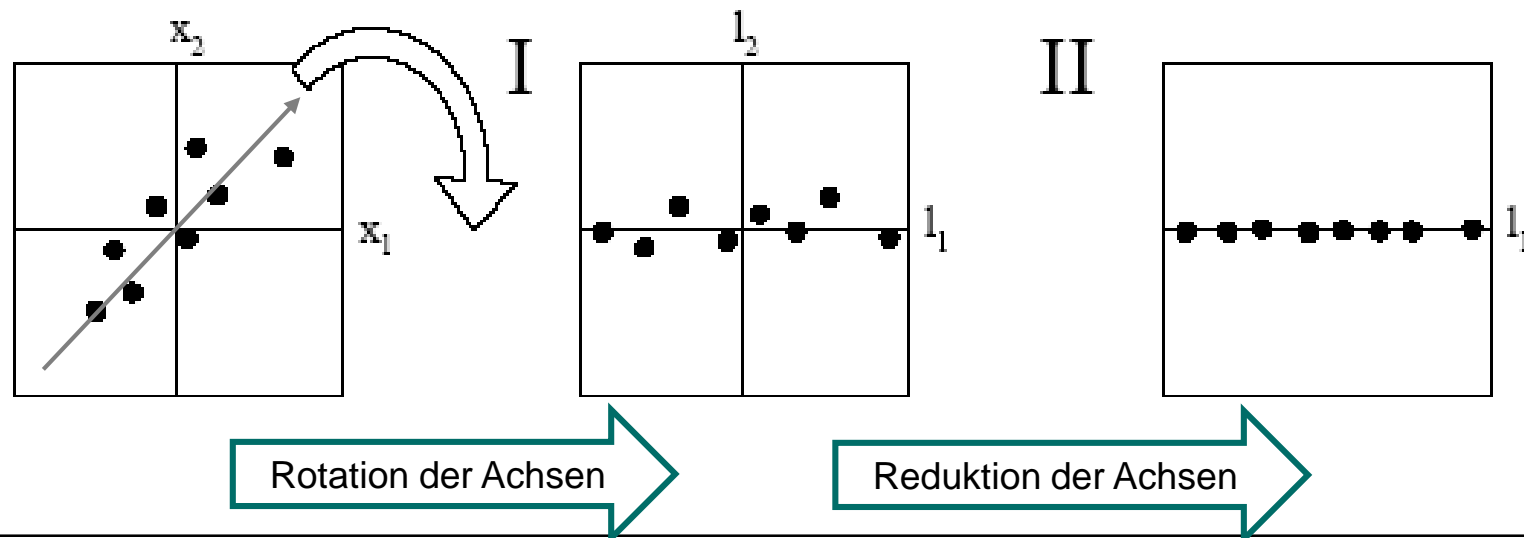 x₂
I
l₂
II
x₁
l₁
l₁
Rotation der Achsen
Reduktion der Achsen